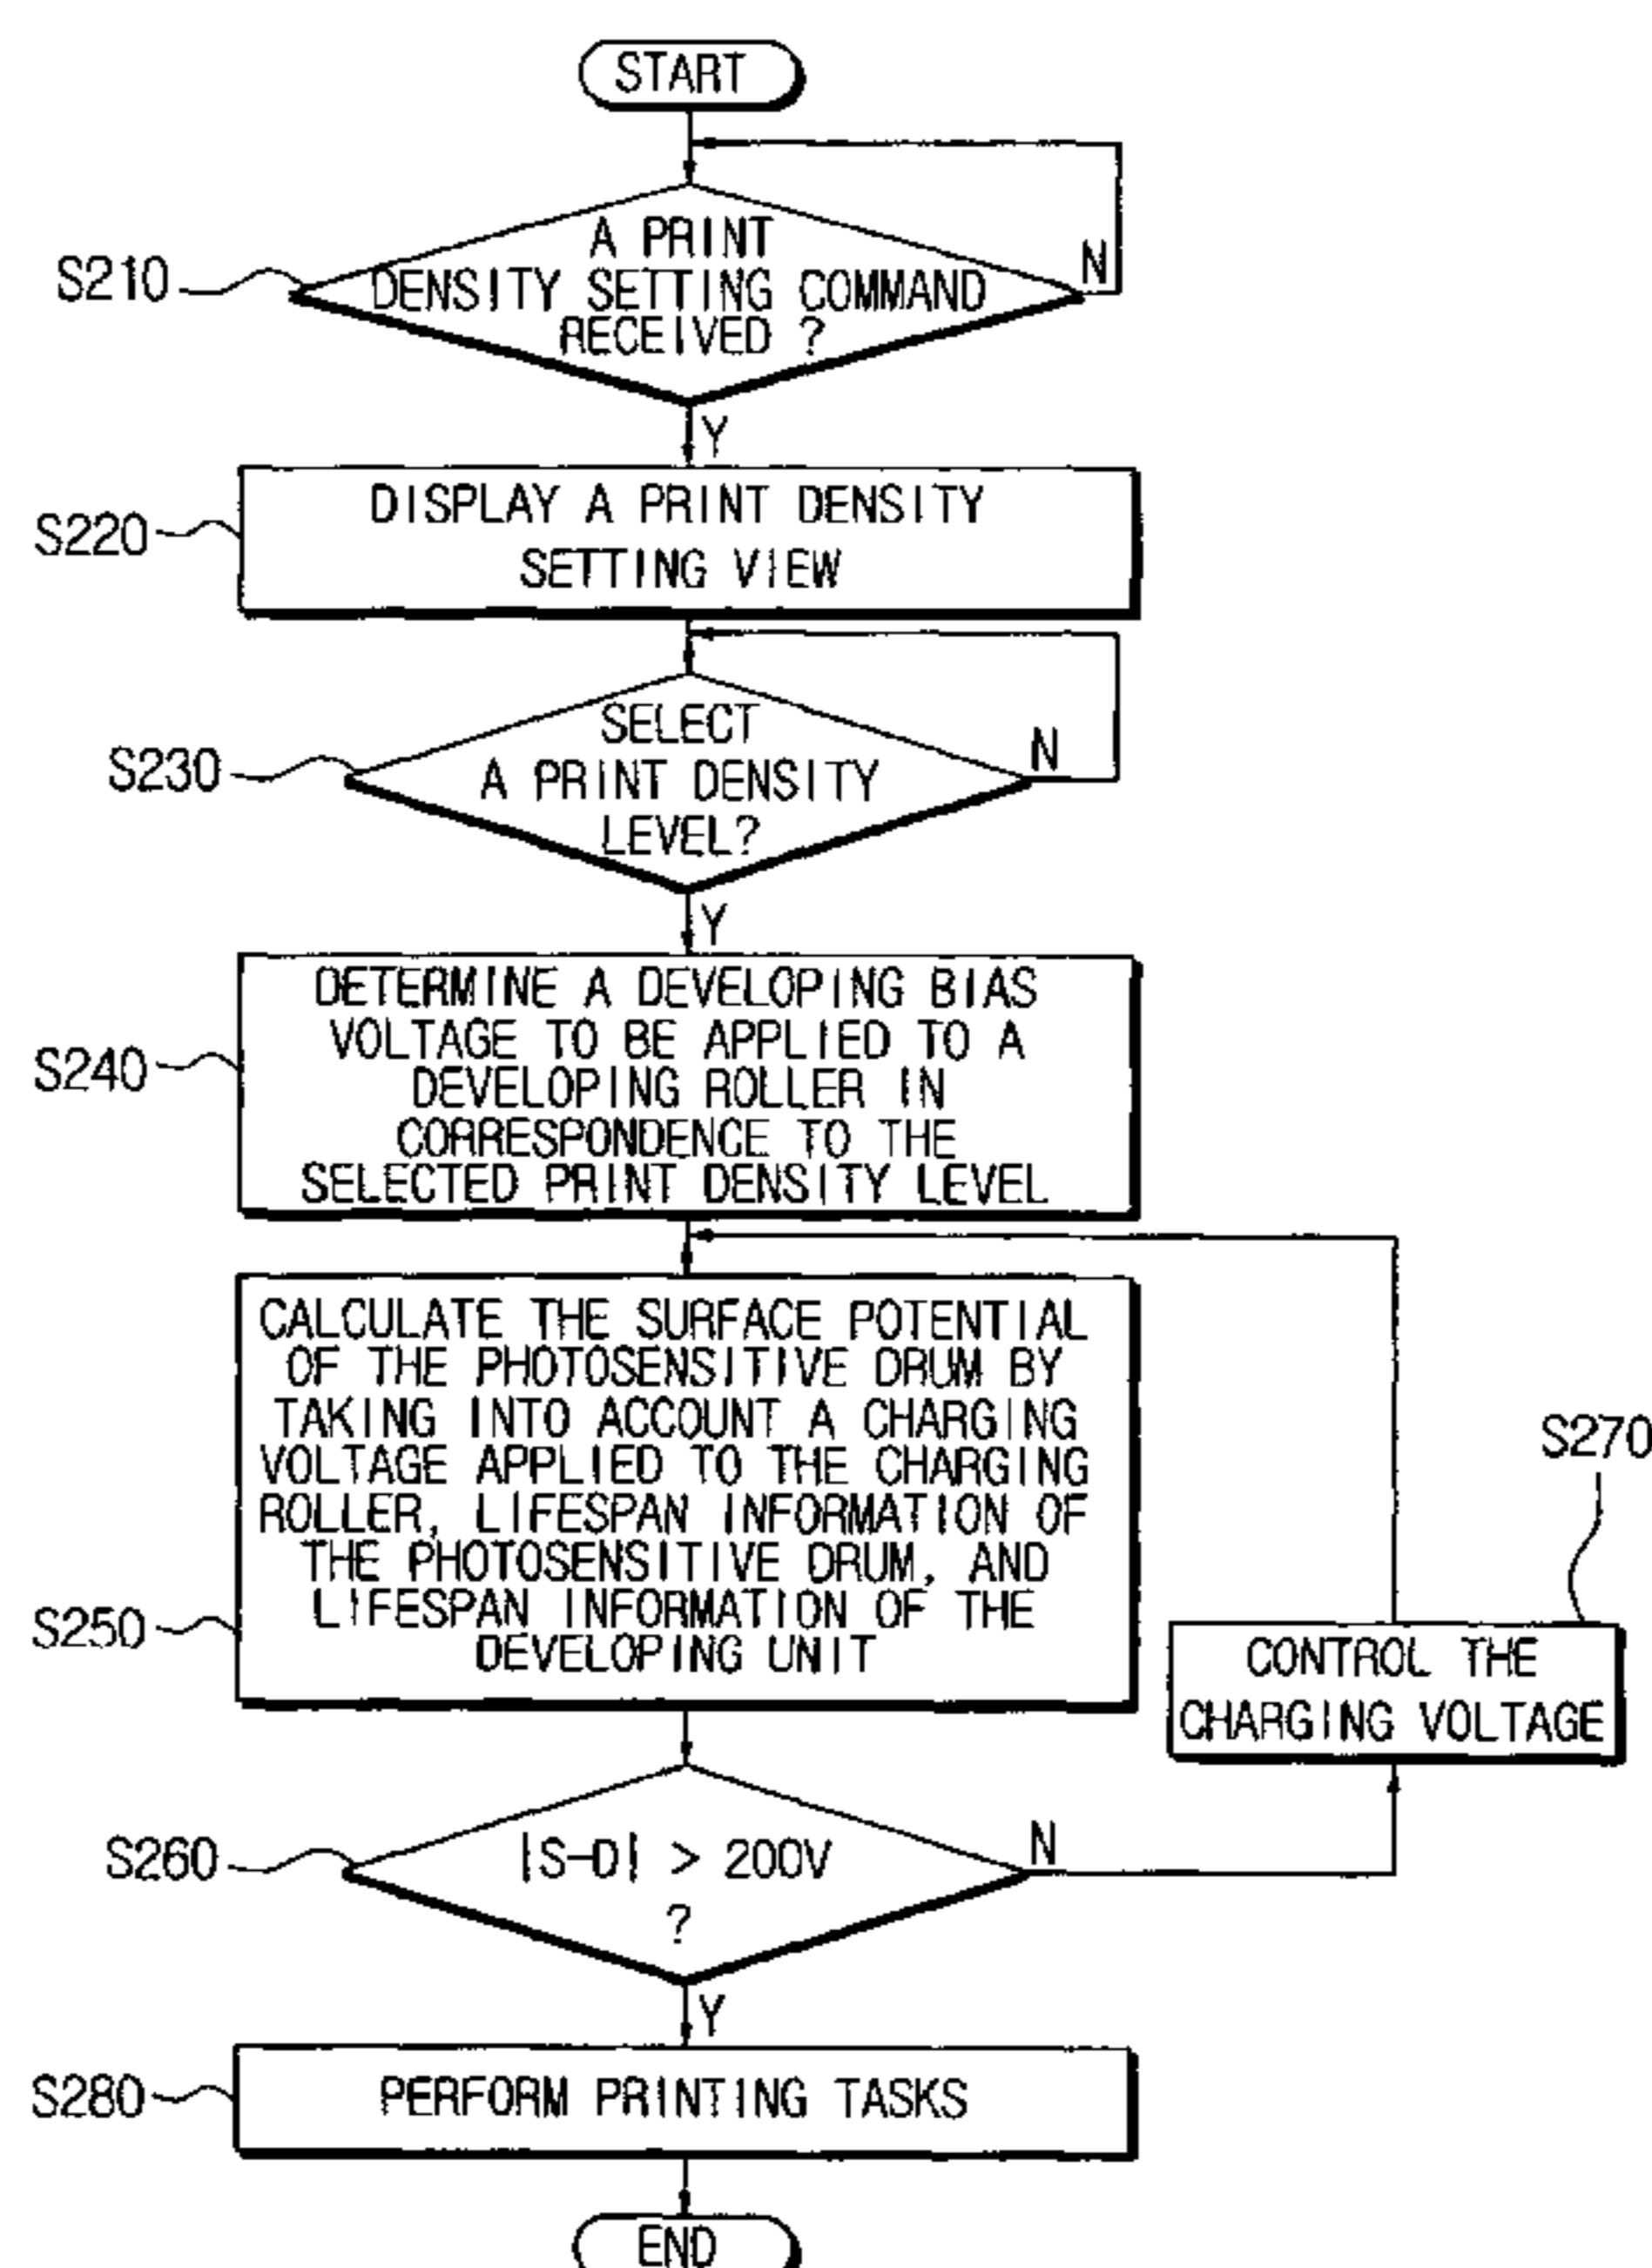 START
A PRINT
DENSITY SETTING COMMAND
RECEIVED ?
N
S210
Y
DISPLAY A PRINT DENSITY
SETTING VIEW
S220
SELECT
A PRINT DENSITY
LEVEL?
N
S230
Y
DETERMINE A DEVELOPING BIAS
VOLTAGE TO BE APPLIED TO A
DEVELOPING ROLLER IN
CORRESPONDENCE TO THE
SELECTED PRINT DENSITY LEVEL
S240
CALCULATE THE SURFACE POTENTIAL
OF THE PHOTOSENSITIVE DRUM BY
TAKING INTO ACCOUNT A CHARGING
VOLTAGE APPLIED TO THE CHARGING
ROLLER, LIFESPAN INFORMATION OF
THE PHOTOSENSITIVE DRUM, AND
LIFESPAN INFORMATION OF THE
DEVELOPING UNIT
S250
S270
CONTROL THE
CHARGING VOLTAGE
S260
|S-D| > 200V
?
N
Y
S280
PERFORM PRINTING TASKS
END